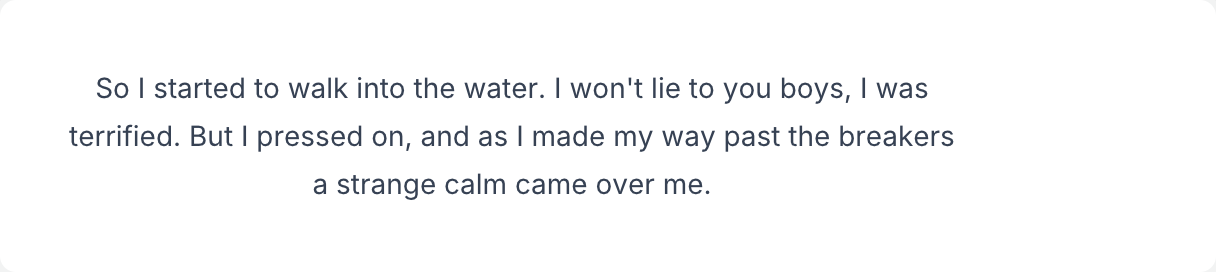 So I started to walk into the water. I won't lie to you boys, I was
terrified. But I pressed on, and as I made my way past the breakers
a strange calm came over me.